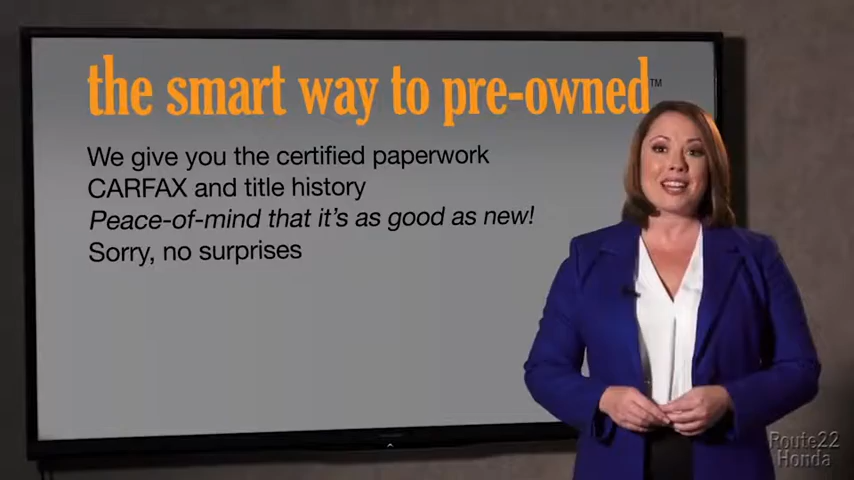 the smart way to pre-owned™
We give you the certified paperwork
CARFAX and title history
Peace-of-mind that it's as good as new!
Sorry, no surprises
Route22
Honda